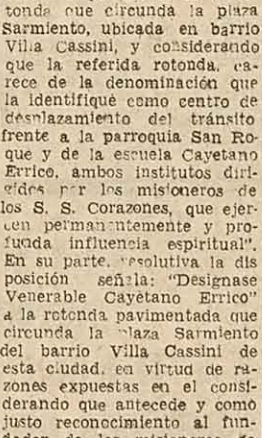 tonda que circunda la plaza
Sarmiento, ubicada en barrio
Villa Cassini, y considerando
que la referida rotonda, ca-
rece de la denominación que
la identifiqué como centro de
desplazamiento del tránsito
frente a la parroquia San Ro-
qué y de la escuela Cayetano
Errico, ambos institutos diri-
gidos por los misioneros de
los S. S. Corazones, que ejer-
cen permanentemente y pro-
funda influencia espiritual".
En su parte, resolutiva la dis
posición señala: "Designase
Venerable Cayetano Errico"
a la rotonda pavimentada que
circunda la plaza Sarmiento
del barrio Villa Cassini de
esta ciudad, en virtud de ra-
zones expuestas en el consi-
derando que antecede y como
justo reconocimiento al fun-